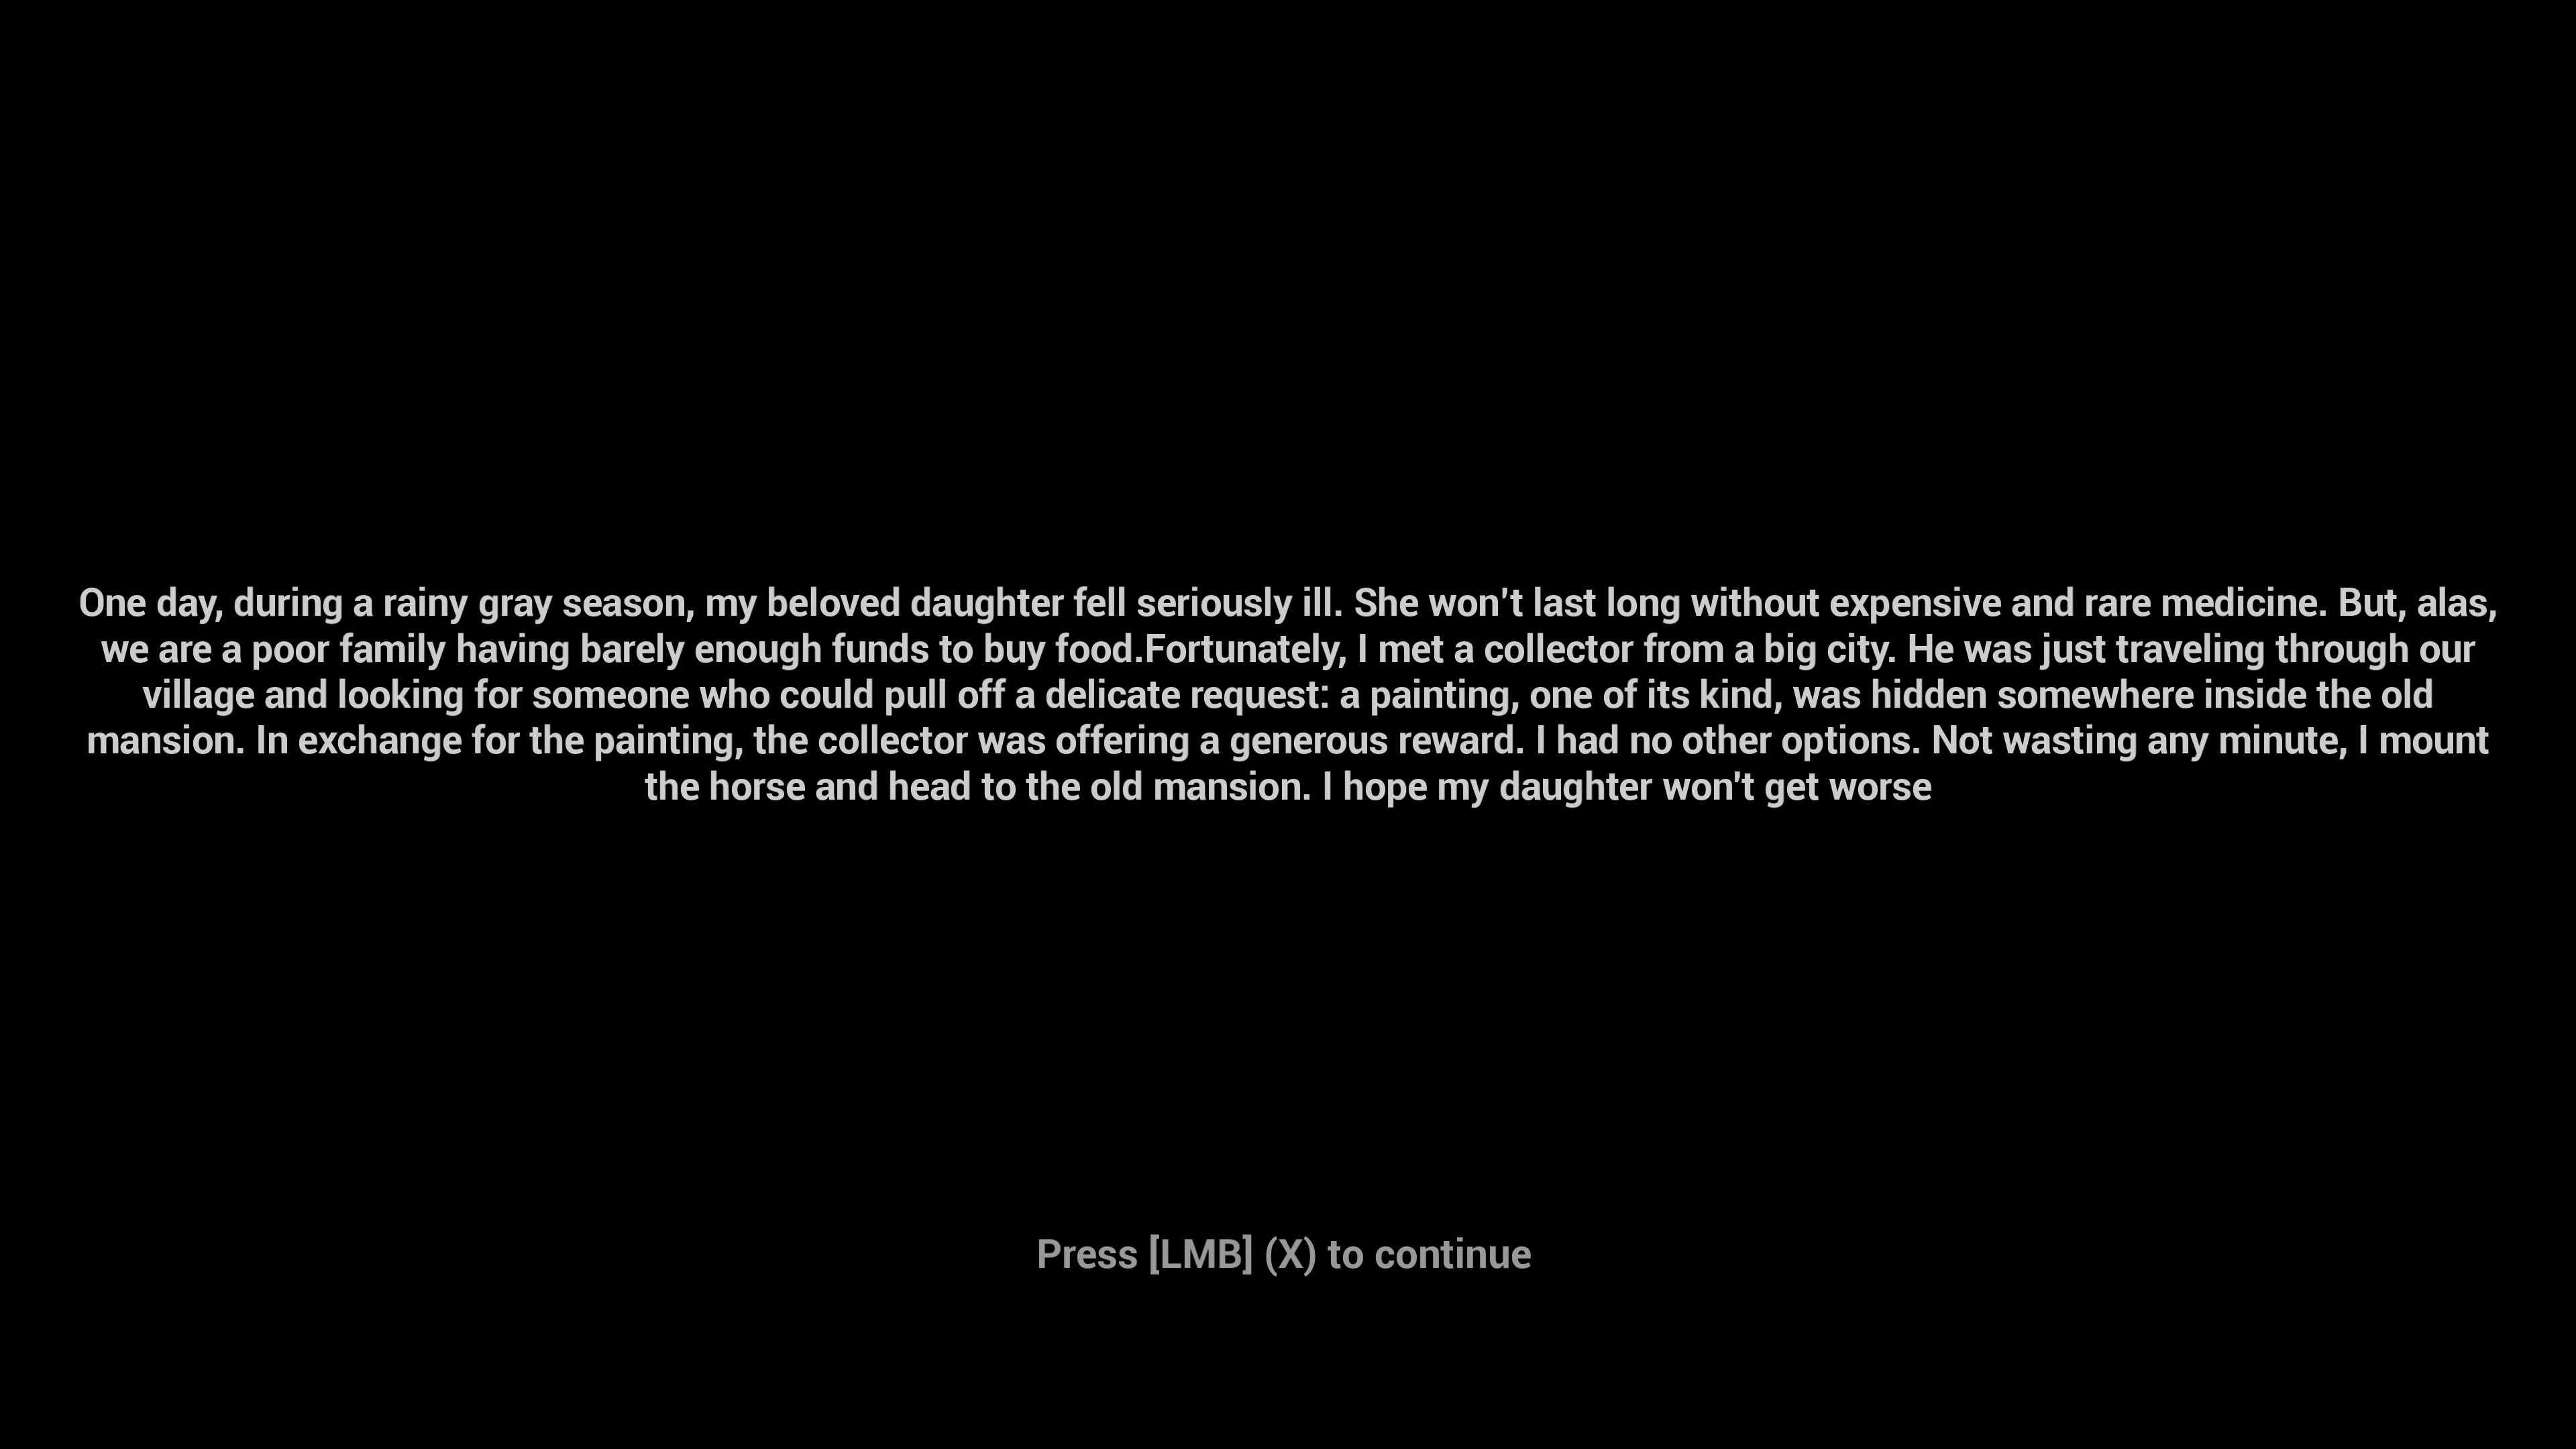 One day, during a rainy gray season, my beloved daughter fell seriously ill. She won't last long without expensive and rare medicine. But, alas,
we are a poor family having barely enough funds to buy food.Fortunately, I met a collector from a big city. He was just traveling through our
village and looking for someone who could pull off a delicate request: a painting, one of its kind, was hidden somewhere inside the old
mansion. In exchange for the painting, the collector was offering a generous reward. I had no other options. Not wasting any minute, I mount
the horse and head to the old mansion. I hope my daughter won't get worse
Press [LMB] (X) to continue